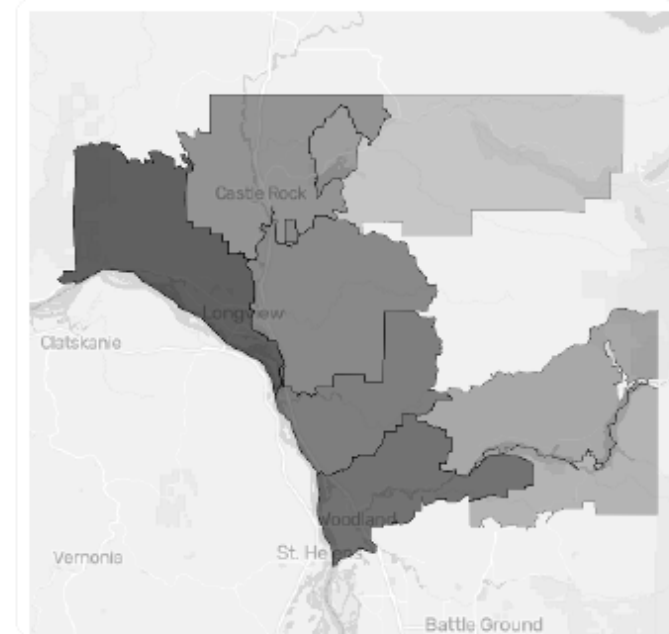 Castle Rock
Longview
Clatskanie
Woodland
St. Helens
Vernonia
Battle Ground